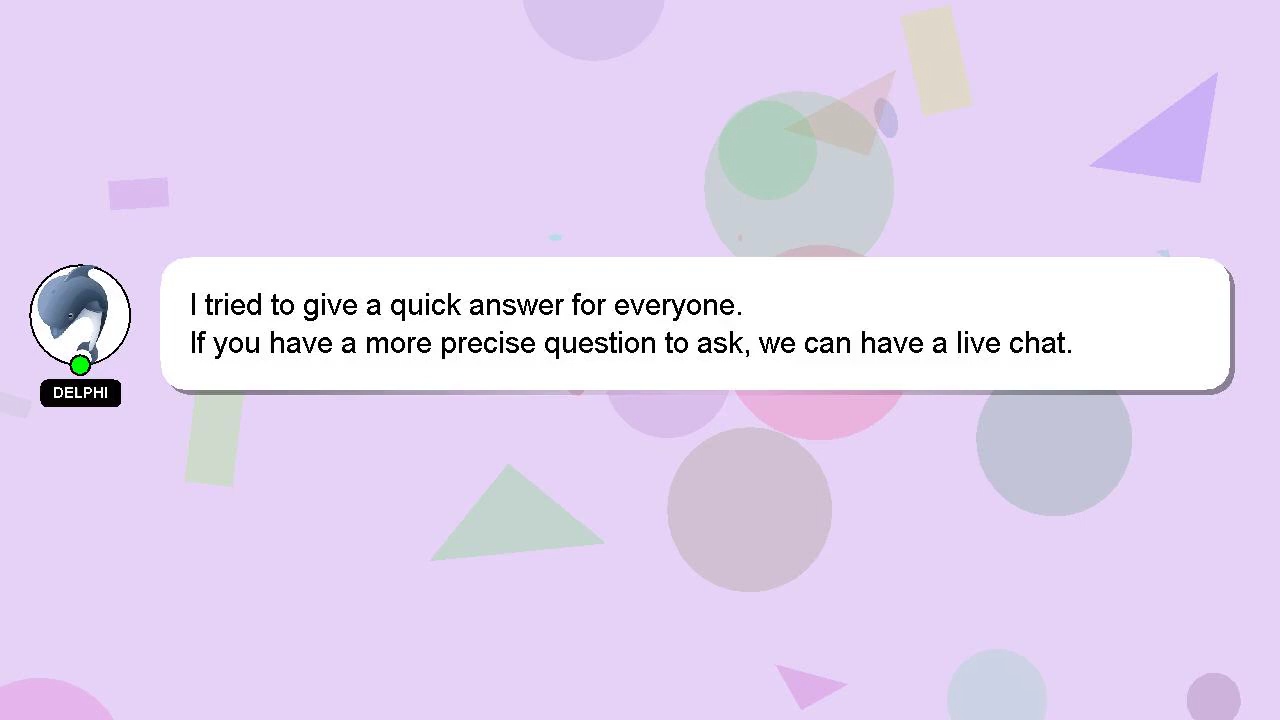 I tried to give a quick answer for everyone.
If you have a more precise question to ask, we can have a live chat.
DELPHI